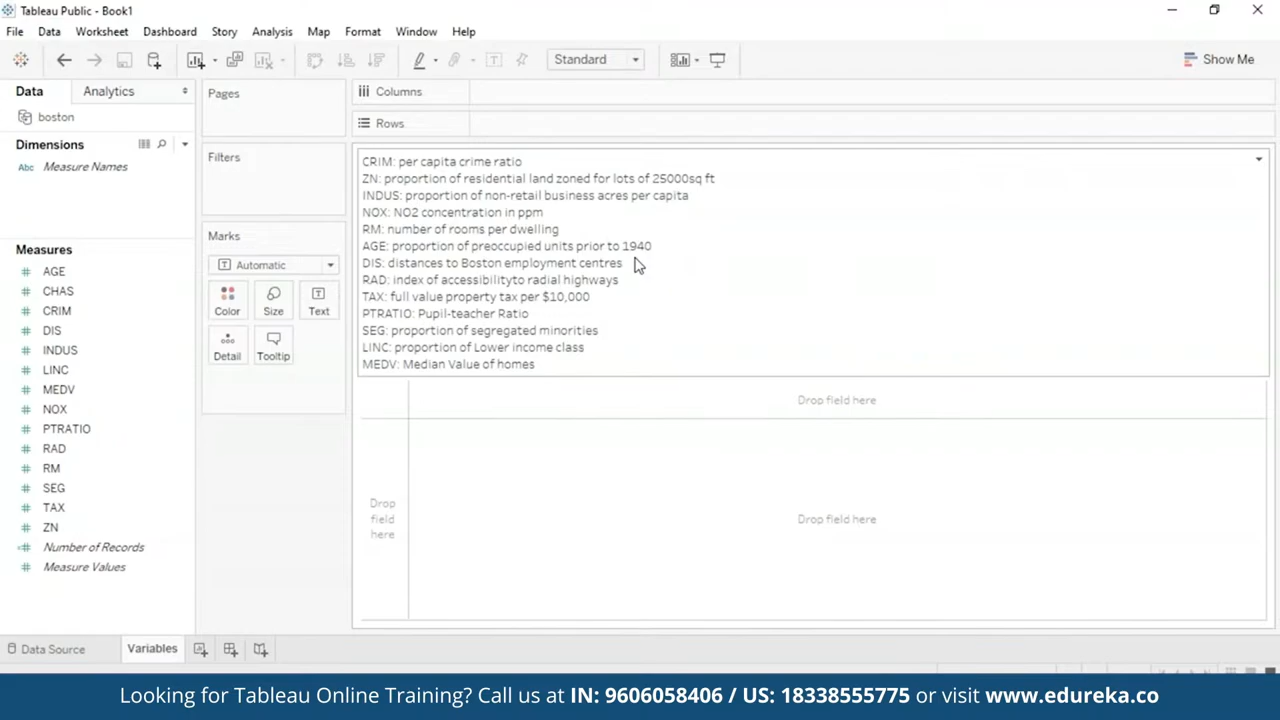 Tableau Public - Book1
File Data Worksheet Dashboard Story Analysis Map Format Window Help
Standard
Show Me
Data Analytics
boston
Dimensions
Abc Measure Names
Measures
# AGE
# CHAS
# CRIM
# DIS
# INDUS
# LINC
# MEDV
# NOX
# PTRATIO
# RAD
# RM
# SEG
# TAX
# ZN
=# Number of Records
# Measure Values
Pages
Filters
Marks
T Automatic
Color Size Text
Detail Tooltip
Columns
Rows
CRIM: per capita crime ratio
ZN: proportion of residential land zoned for lots of 25000sq ft
INDUS: proportion of non-retail business acres per capita
NOX: NO2 concentration in ppm
RM: number of rooms per dwelling
AGE: proportion of preoccupied units prior to 1940
DIS: distances to Boston employment centres
RAD: index of accessibilityto radial highways
TAX: full value property tax per $10,000
PTRATIO: Pupil-teacher Ratio
SEG: proportion of segregated minorities
LINC: proportion of Lower income class
MEDV: Median Value of homes
Drop field here
Drop
field
here
Drop field here
Data Source Variables
Looking for Tableau Online Training? Call us at IN: 9606058406 / US: 18338555775 or visit www.edureka.co